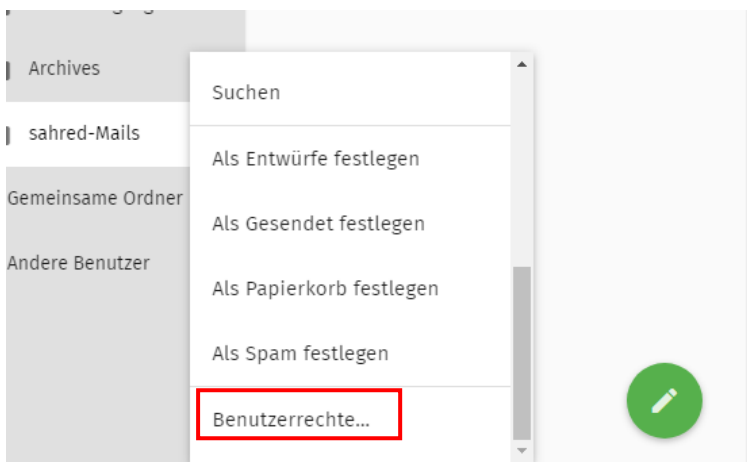 Archives
sahred-Mails
Gemeinsame Ordner
Andere Benutzer
Suchen
Als Entwürfe festlegen
Als Gesendet festlegen
Als Papierkorb festlegen
Als Spam festlegen
Benutzerrechte...